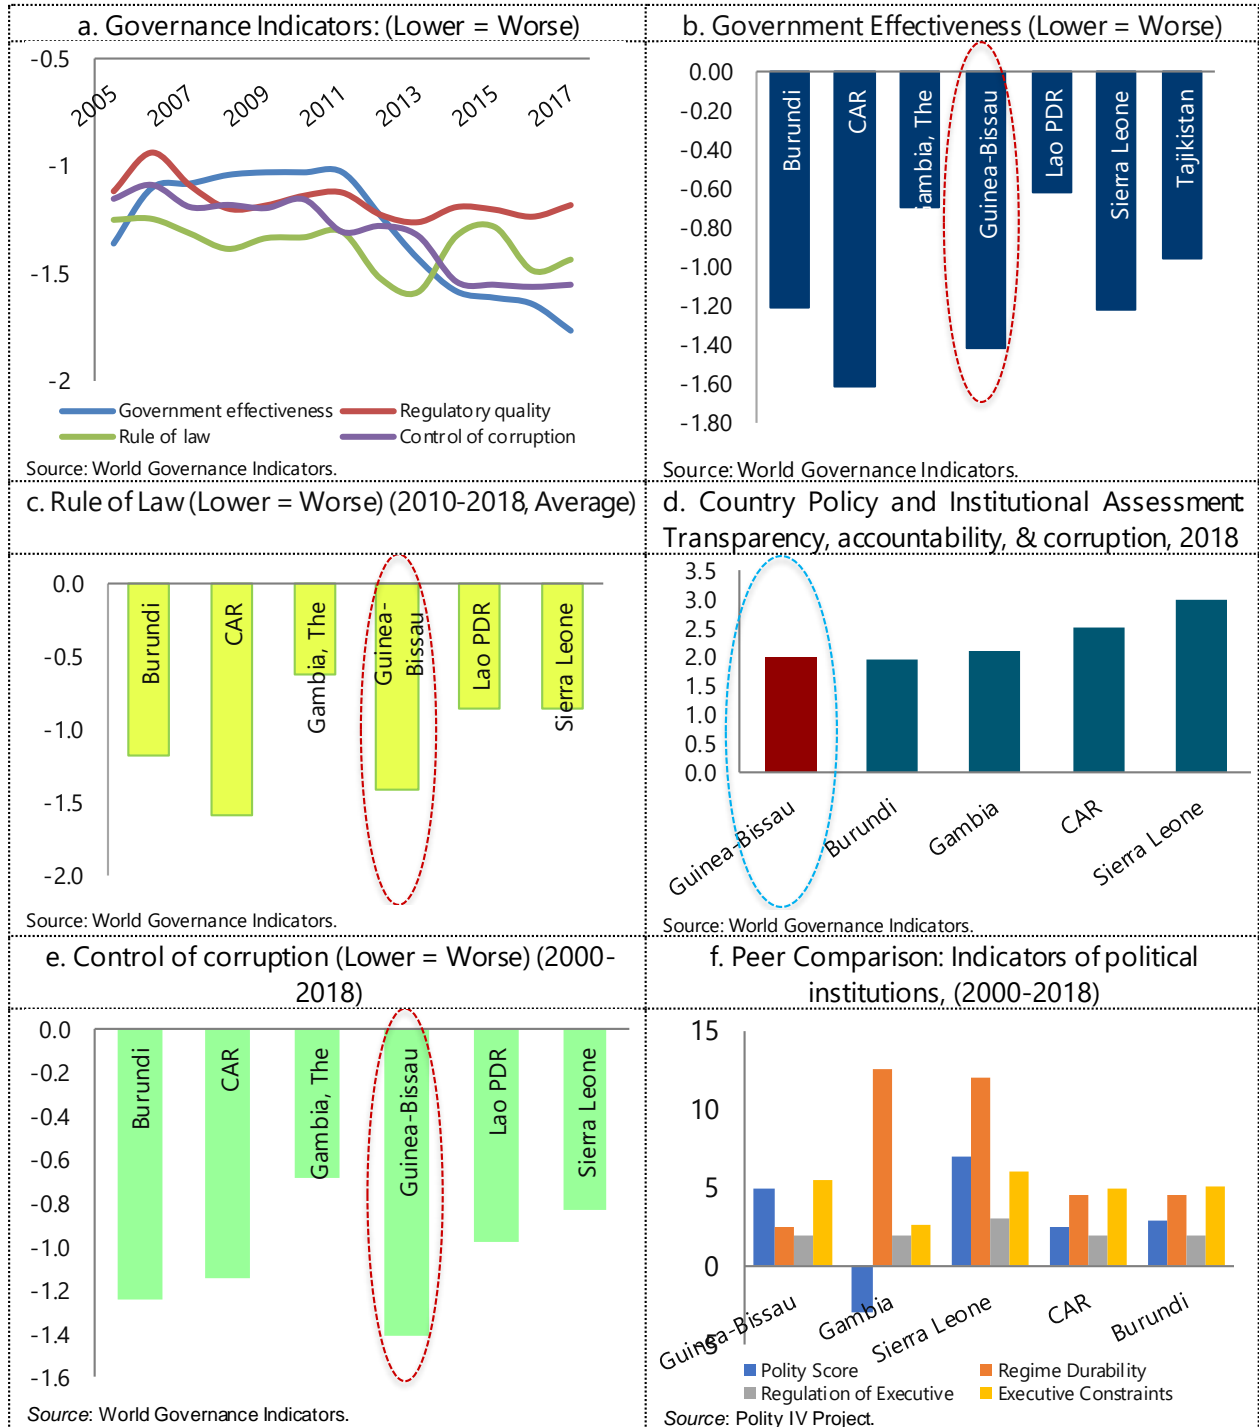 a. Governance Indicators: (Lower = Worse)
-0.5
-1
-1.5
-2
2005
2007
2009
2011
2013
2015
2017
Government effectiveness
Regulatory quality
Rule of law
Control of corruption
Source: World Governance Indicators.
b. Government Effectiveness (Lower = Worse)
0.00
-0.20
-0.40
-0.60
-0.80
-1.00
-1.20
-1.40
-1.60
-1.80
Burundi
CAR
Gambia, The
Guinea-Bissau
Lao PDR
Sierra Leone
Tajikistan
Source: World Governance Indicators.
c. Rule of Law (Lower = Worse) (2010-2018, Average)
0.0
-0.5
-1.0
-1.5
-2.0
Burundi
CAR
Gambia, The
Guinea-
Bissau
Lao PDR
Sierra Leone
Source: World Governance Indicators.
d. Country Policy and Institutional Assessment
Transparency, accountability, & corruption, 2018
3.5
3.0
2.5
2.0
1.5
1.0
0.5
0.0
Guinea-Bissau
Burundi
Gambia
CAR
Sierra Leone
Source: World Governance Indicators.
e. Control of corruption (Lower = Worse) (2000-
2018)
0.0
-0.2
-0.4
-0.6
-0.8
-1.0
-1.2
-1.4
-1.6
Burundi
CAR
Gambia, The
Guinea-Bissau
Lao PDR
Sierra Leone
Source: World Governance Indicators.
f. Peer Comparison: Indicators of political
institutions, (2000-2018)
15
10
5
0
-5
Guinea-Bissau
Gambia
Sierra Leone
CAR
Burundi
Polity Score
Regime Durability
Regulation of Executive
Executive Constraints
Source: Polity IV Project.